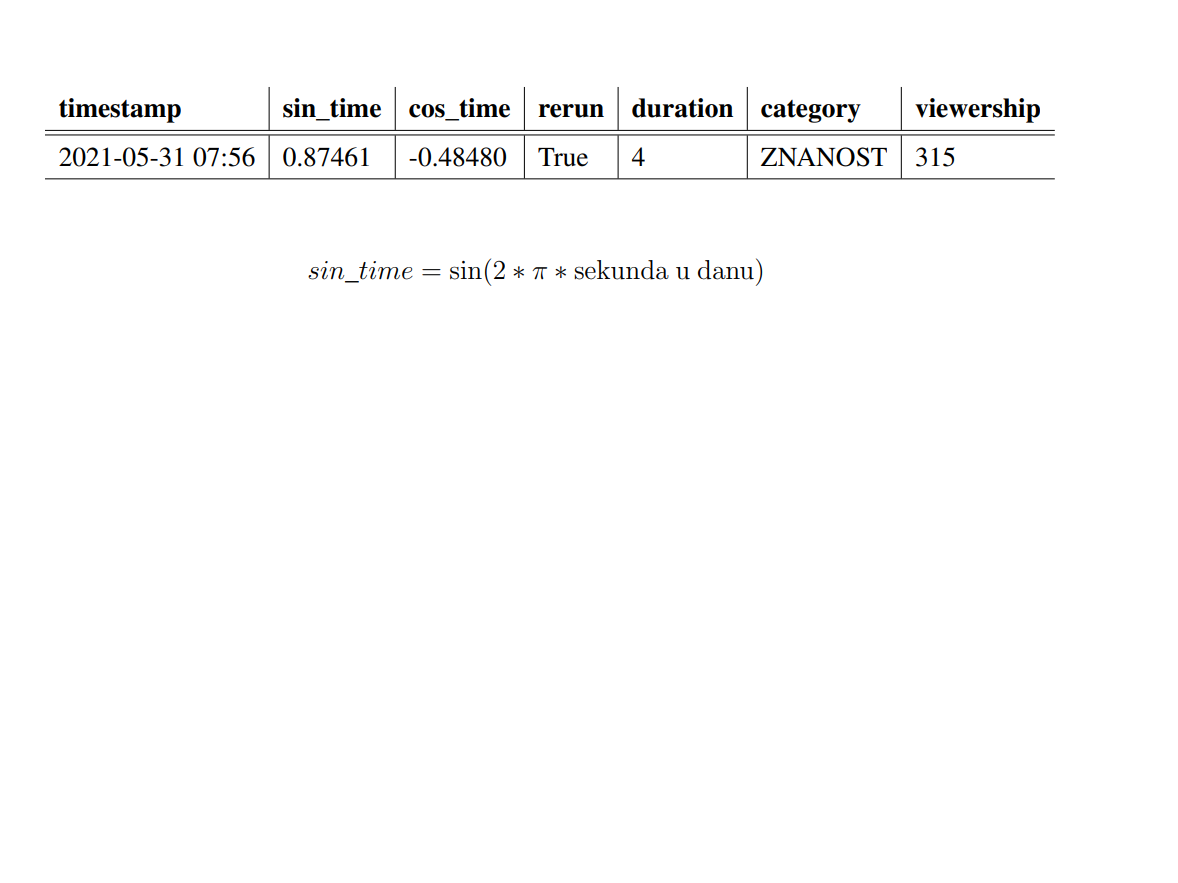 timestamp sin_time cos_time rerun duration category viewership
2021-05-31 07:56 0.87461 -0.48480 True 4 ZNANOST 315
sin_time = sin(2 ∗ π ∗ sekunda u danu)